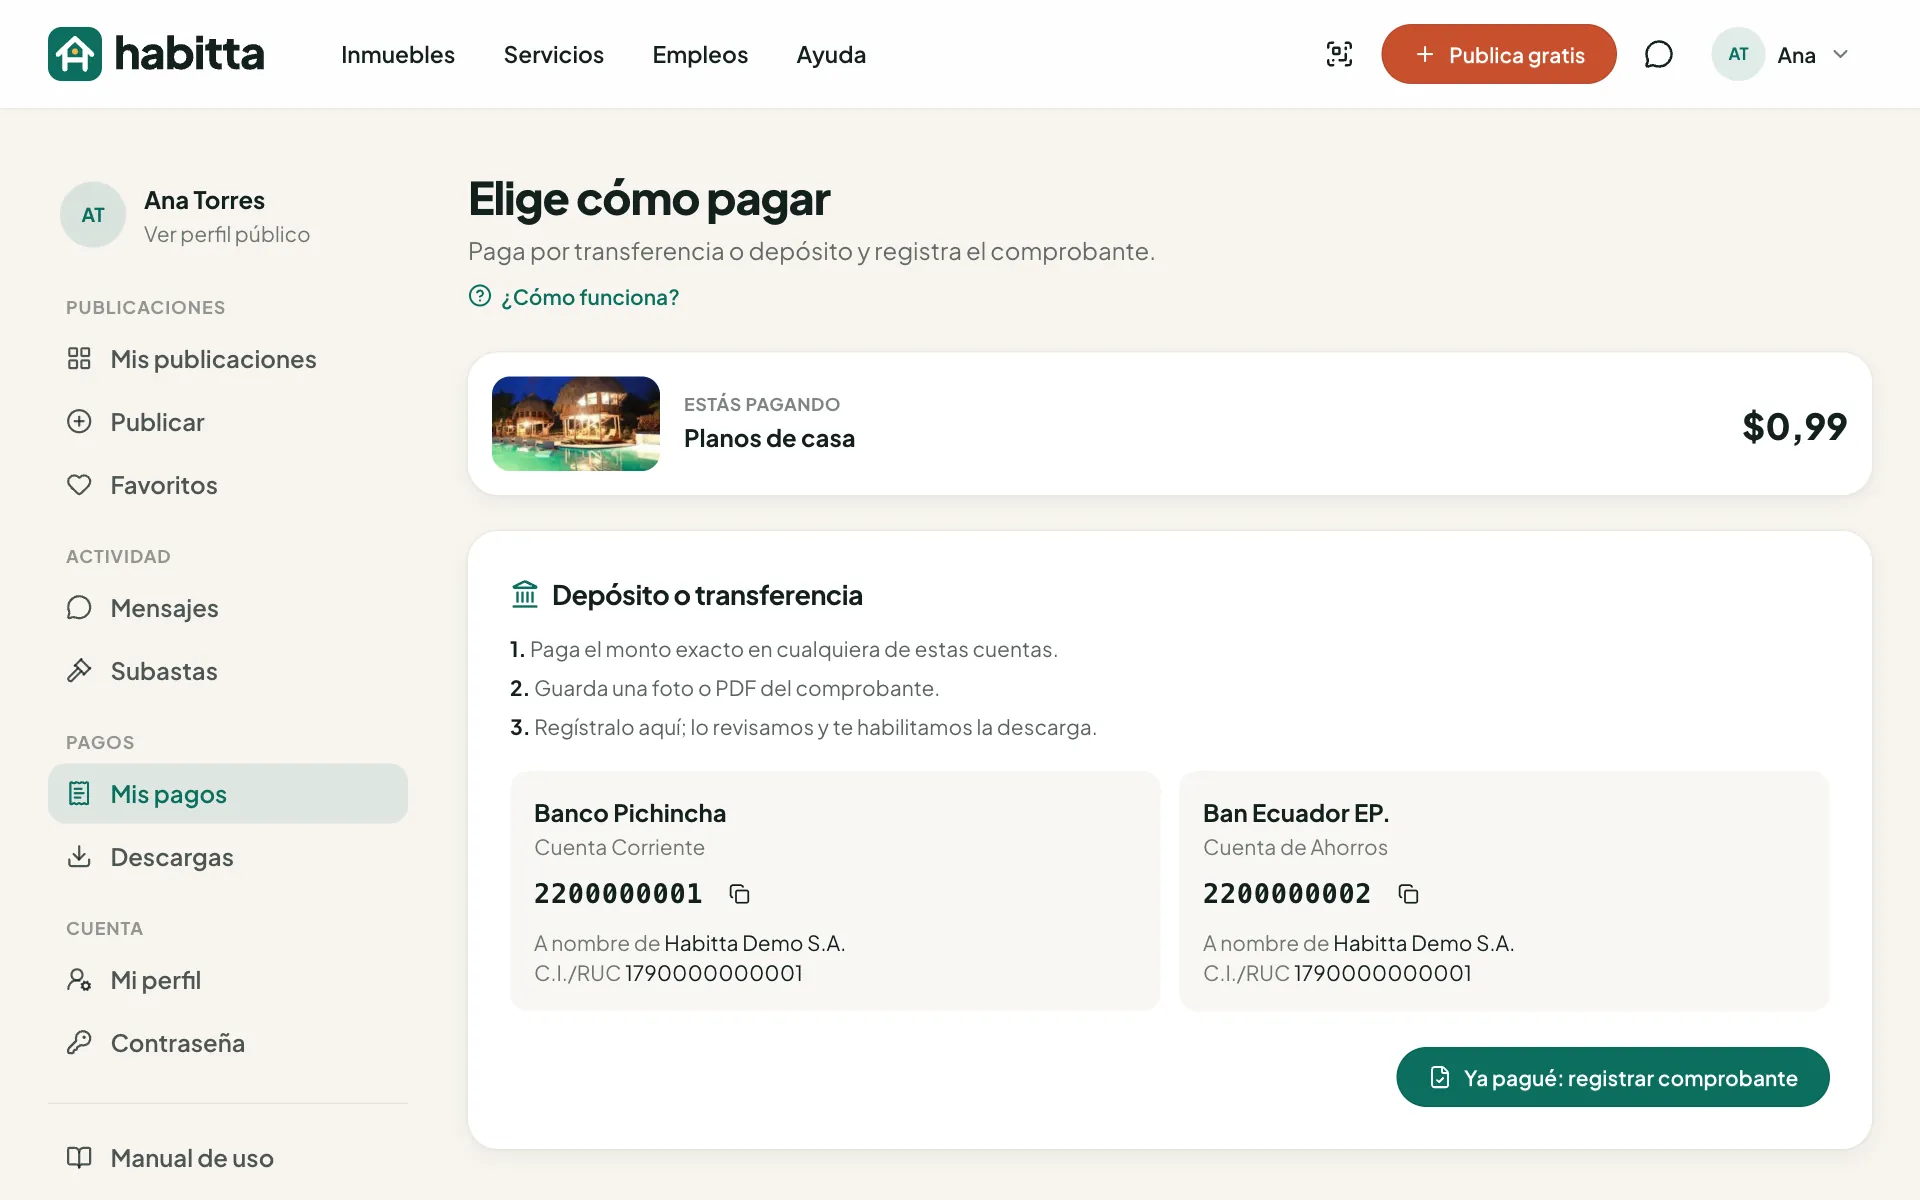 habitta
Inmuebles
Servicios
Empleos
Ayuda
Publica gratis
AT
Ana
AT
Ana Torres
Ver perfil público
PUBLICACIONES
Mis publicaciones
Publicar
Favoritos
ACTIVIDAD
Mensajes
Subastas
PAGOS
Mis pagos
Descargas
CUENTA
Mi perfil
Contraseña
Manual de uso
Elige cómo pagar
Paga por transferencia o depósito y registra el comprobante.
¿Cómo funciona?
ESTÁS PAGANDO
Planos de casa
$0,99
Depósito o transferencia
1. Paga el monto exacto en cualquiera de estas cuentas.
2. Guarda una foto o PDF del comprobante.
3. Regístralo aquí; lo revisamos y te habilitamos la descarga.
Banco Pichincha
Cuenta Corriente
2200000001
A nombre de Habitta Demo S.A.
C.I./RUC 1790000000001
Ban Ecuador EP.
Cuenta de Ahorros
2200000002
A nombre de Habitta Demo S.A.
C.I./RUC 1790000000001
Ya pagué: registrar comprobante